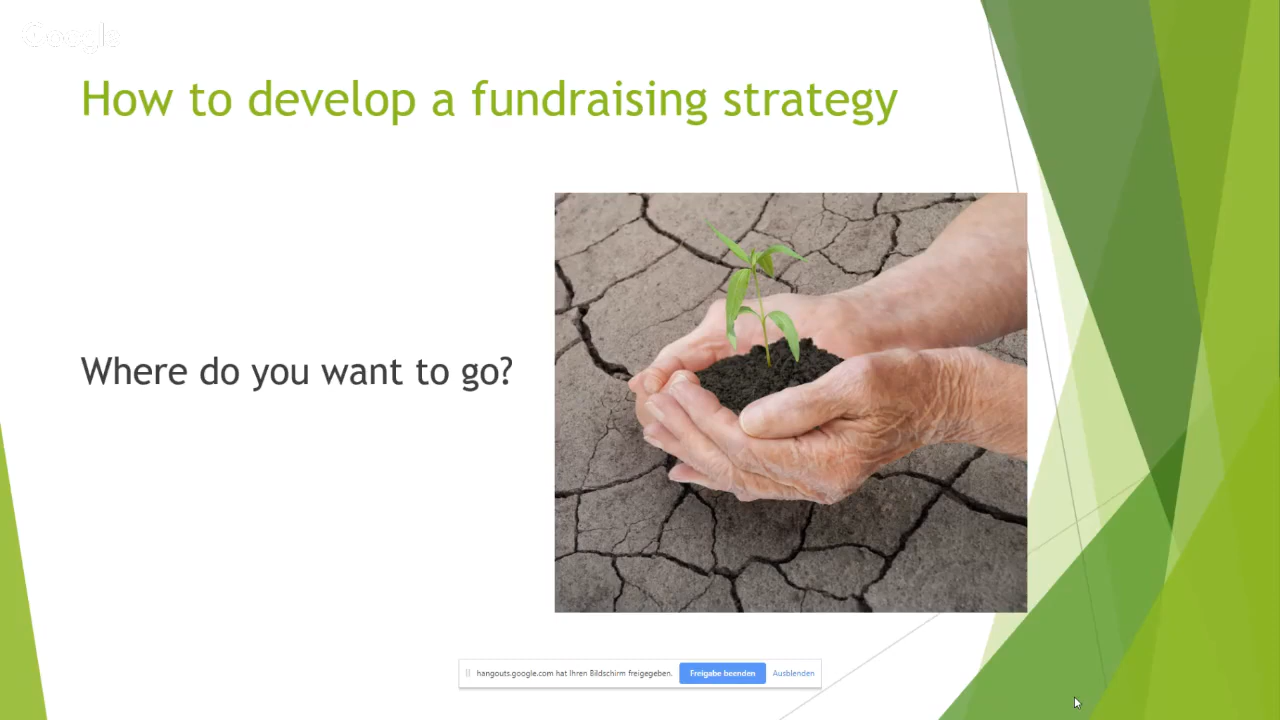 Google
How to develop a fundraising strategy
Where do you want to go?
hangouts.google.com hat Ihren Bildschirm freigegeben. Freigabe beenden Ausblenden